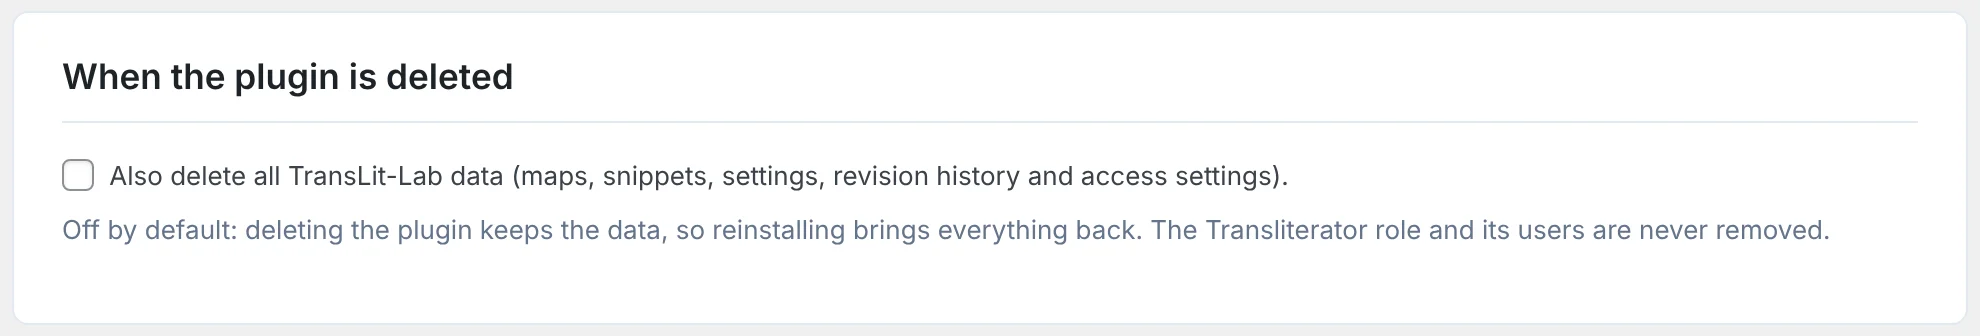 When the plugin is deleted
Also delete all TransLit-Lab data (maps, snippets, settings, revision history and access settings).
Off by default: deleting the plugin keeps the data, so reinstalling brings everything back. The Transliterator role and its users are never removed.